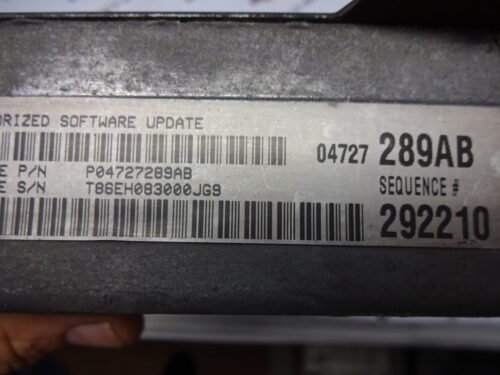 ORIZED SOFTWARE UPDATE
04727 289AB
E P/N P04727289AB
E S/N T86EH083000JG9
SEQUENCE #
292210